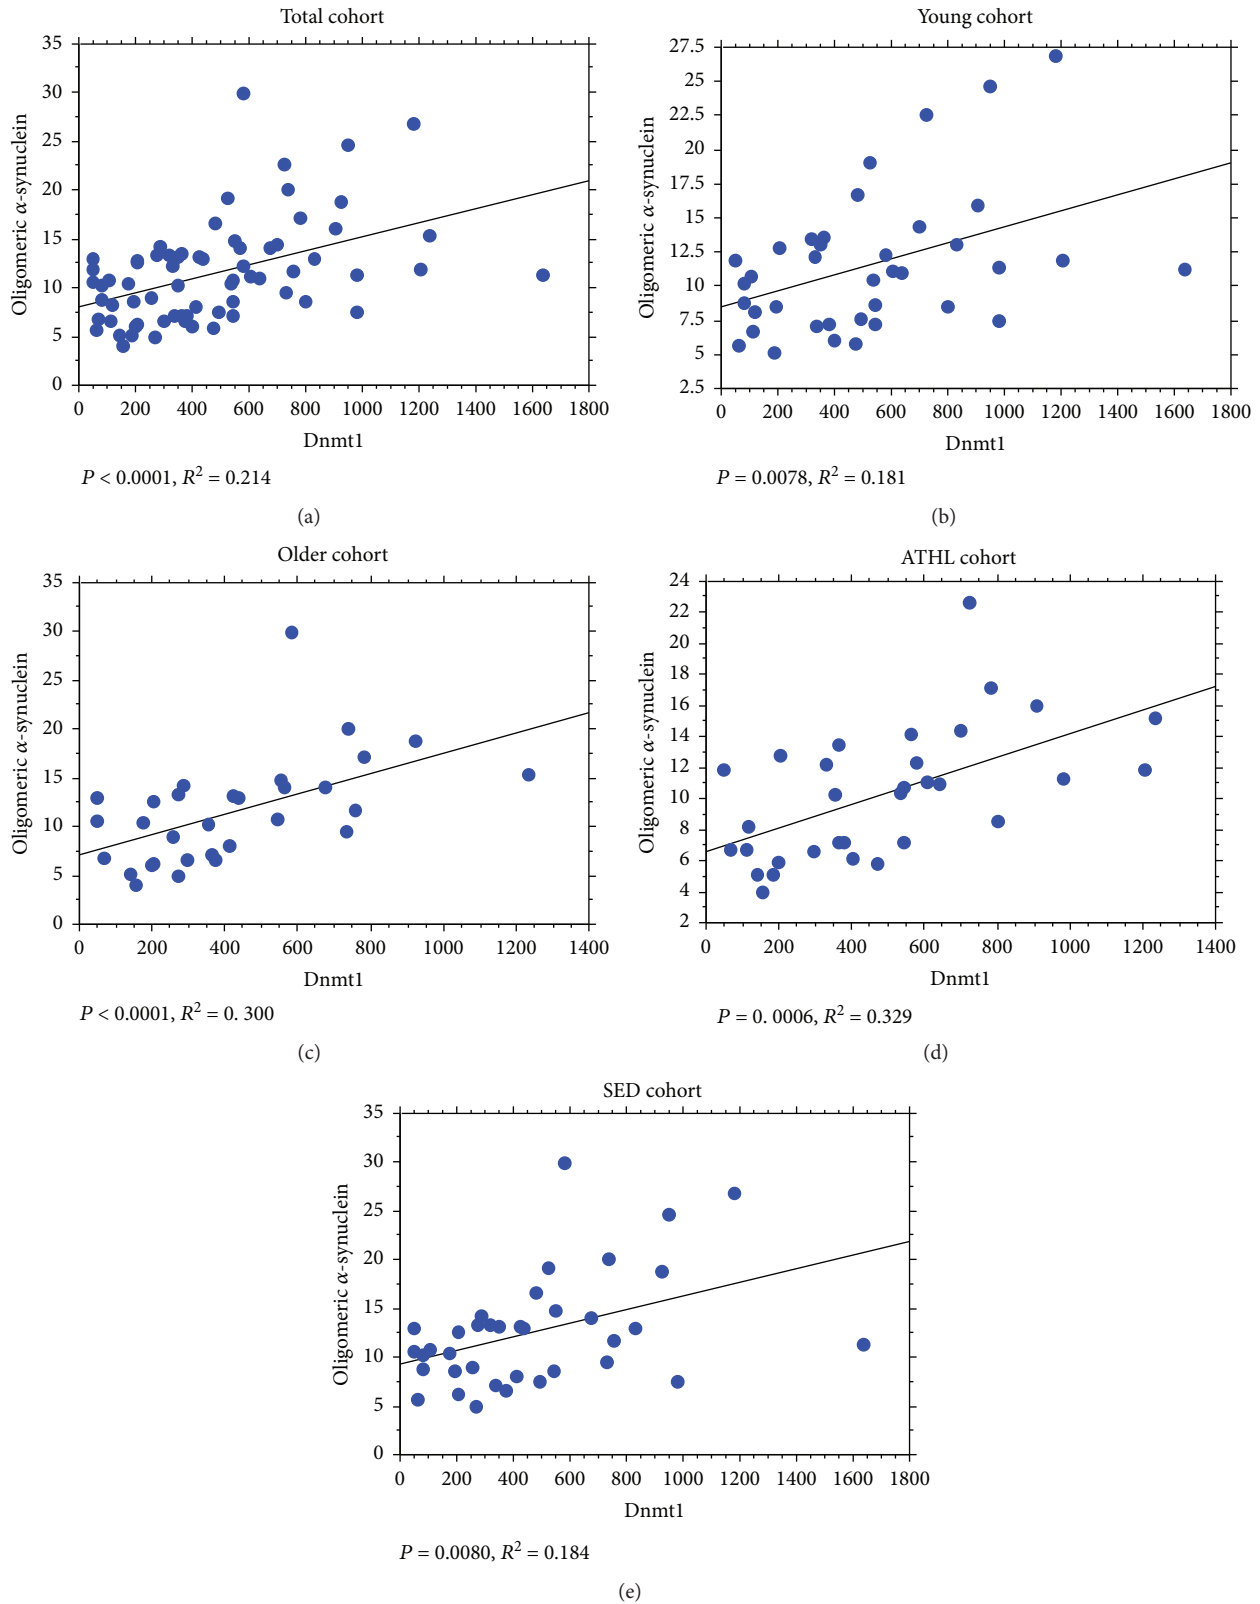 Total cohort
35
30
25
20
15
10
5
0
Oligomeric α-synuclein
0 200 400 600 800 1000 1200 1400 1600 1800
Dnmt1
P < 0.0001, R² = 0.214
(a)
Young cohort
27.5
25
22.5
20
17.5
15
12.5
10
7.5
5
2.5
Oligomeric α-synuclein
0 200 400 600 800 1000 1200 1400 1600 1800
Dnmt1
P = 0.0078, R² = 0.181
(b)
Older cohort
35
30
25
20
15
10
5
0
Oligomeric α-synuclein
0 200 400 600 800 1000 1200 1400
Dnmt1
P < 0.0001, R² = 0. 300
(c)
ATHL cohort
24
22
20
18
16
14
12
10
8
6
4
2
Oligomeric α-synuclein
0 200 400 600 800 1000 1200 1400
Dnmt1
P = 0. 0006, R² = 0.329
(d)
SED cohort
35
30
25
20
15
10
5
0
Oligomeric α-synuclein
0 200 400 600 800 1000 1200 1400 1600 1800
Dnmt1
P = 0.0080, R² = 0.184
(e)